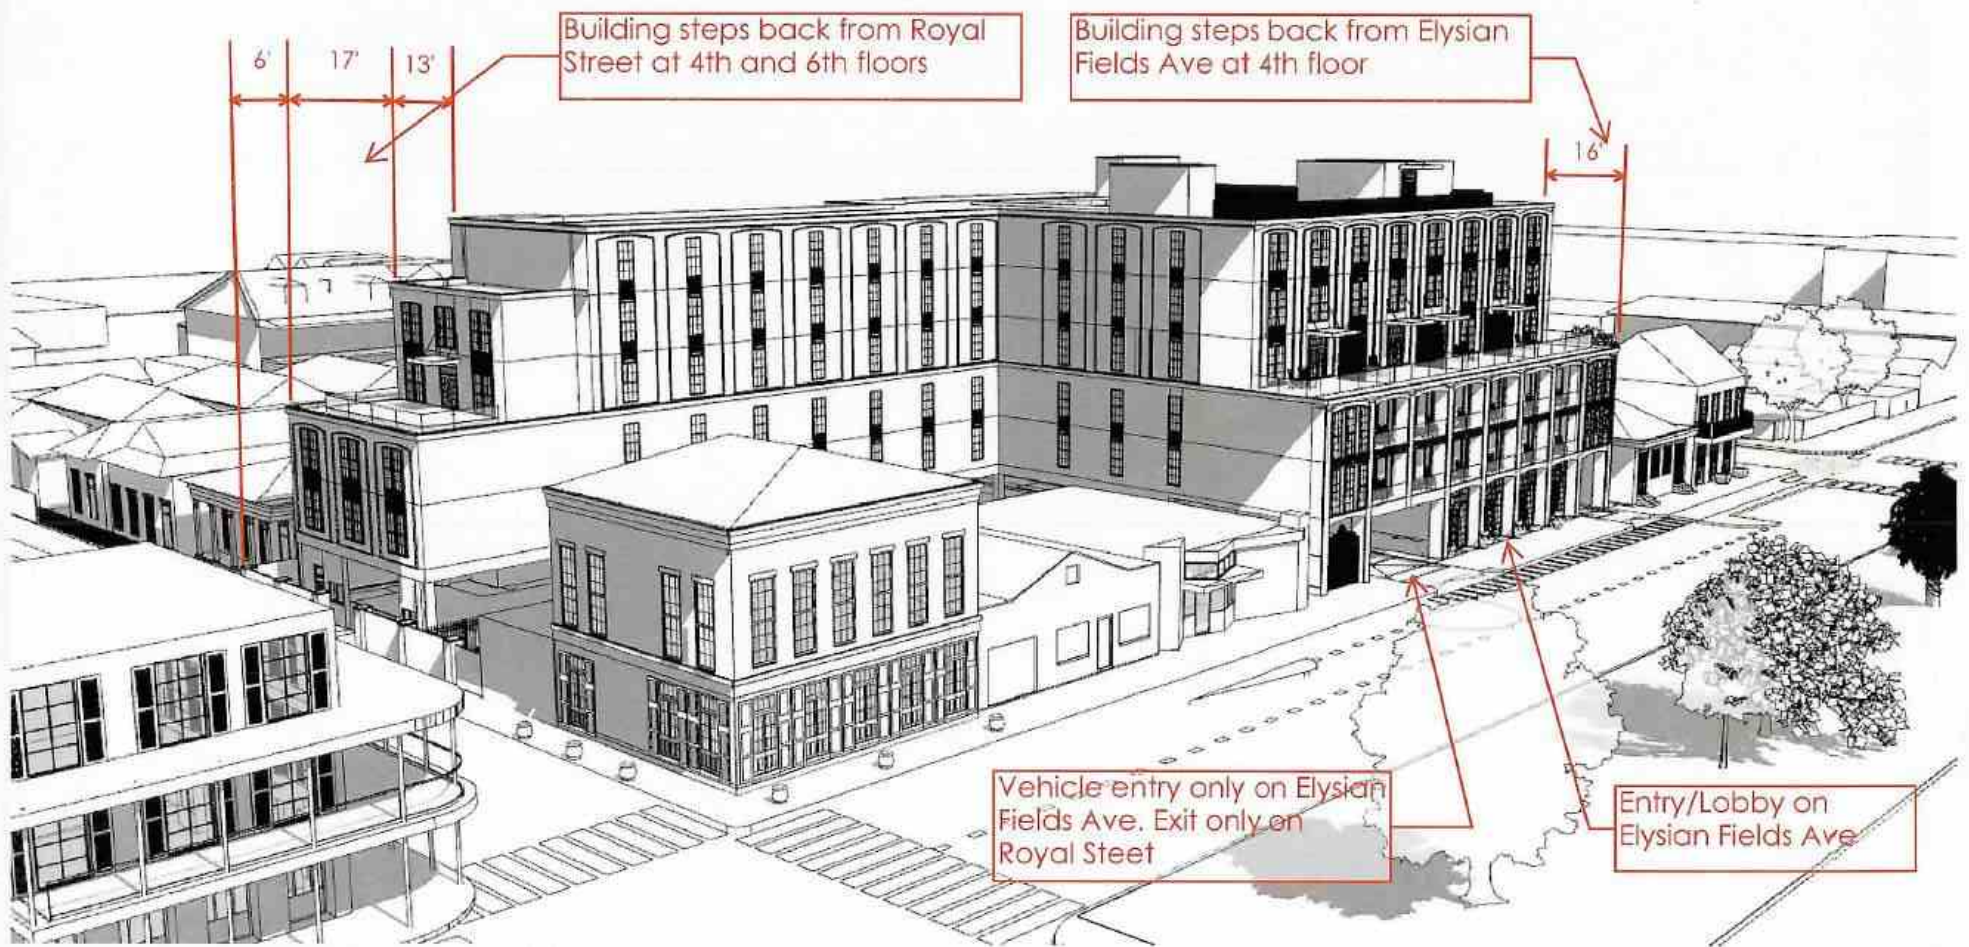 Building steps back from Royal
Street at 4th and 6th floors
Building steps back from Elysian
Fields Ave at 4th floor
6'
17'
13'
16'
Vehicle entry only on Elysian
Fields Ave. Exit only on
Royal Steet
Entry/Lobby on
Elysian Fields Ave